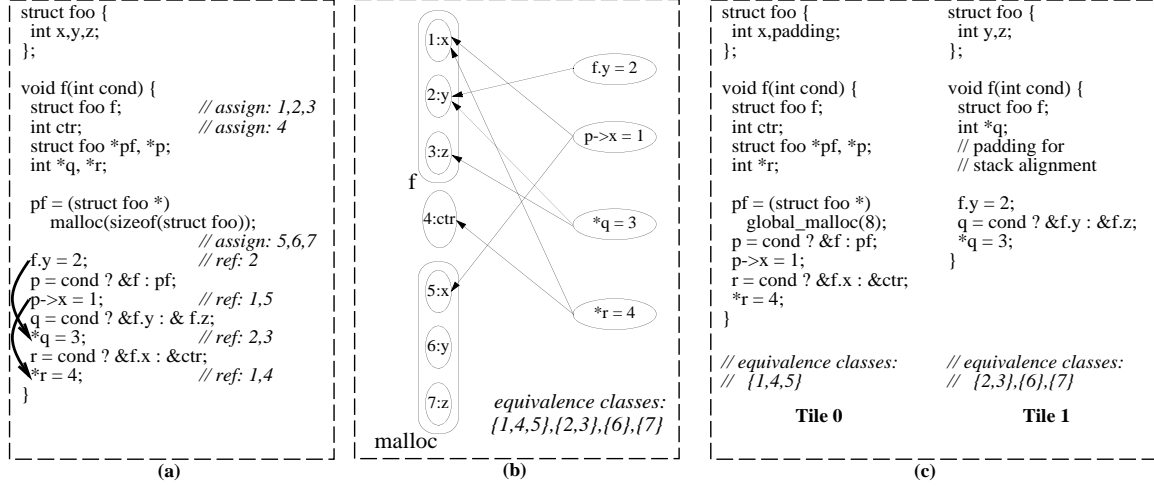 struct foo {
int x,y,z;
};
void f(int cond) {
struct foo f; // assign: 1,2,3
int ctr; // assign: 4
struct foo *pf, *p;
int *q, *r;
pf = (struct foo *)
malloc(sizeof(struct foo));
// assign: 5,6,7
f.y = 2; // ref: 2
p = cond ? &f : pf;
p->x = 1; // ref: 1,5
q = cond ? &f.y : & f.z;
*q = 3; // ref: 2,3
r = cond ? &f.x : &ctr;
*r = 4; // ref: 1,4
}
(a)
1:x
2:y
3:z
f
4:ctr
5:x
6:y
7:z
malloc
f.y = 2
p->x = 1
*q = 3
*r = 4
equivalence classes:
{1,4,5},{2,3},{6},{7}
(b)
struct foo {
int x,padding;
};
void f(int cond) {
struct foo f;
int ctr;
struct foo *pf, *p;
int *r;
pf = (struct foo *)
global_malloc(8);
p = cond ? &f : pf;
p->x = 1;
r = cond ? &f.x : &ctr;
*r = 4;
}
// equivalence classes:
// {1,4,5}
Tile 0
struct foo {
int y,z;
};
void f(int cond) {
struct foo f;
int *q;
// padding for
// stack alignment
f.y = 2;
q = cond ? &f.y : &f.z;
*q = 3;
}
// equivalence classes:
// {2,3},{6},{7}
Tile 1
(c)